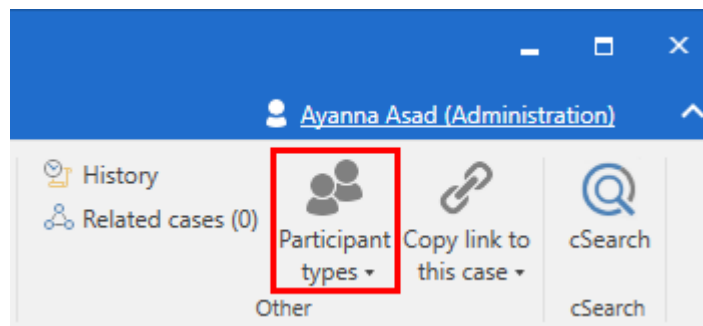 Ayanna Asad (Administration)
History
Related cases (0)
Participant
types
Copy link to
this case
cSearch
Other
cSearch